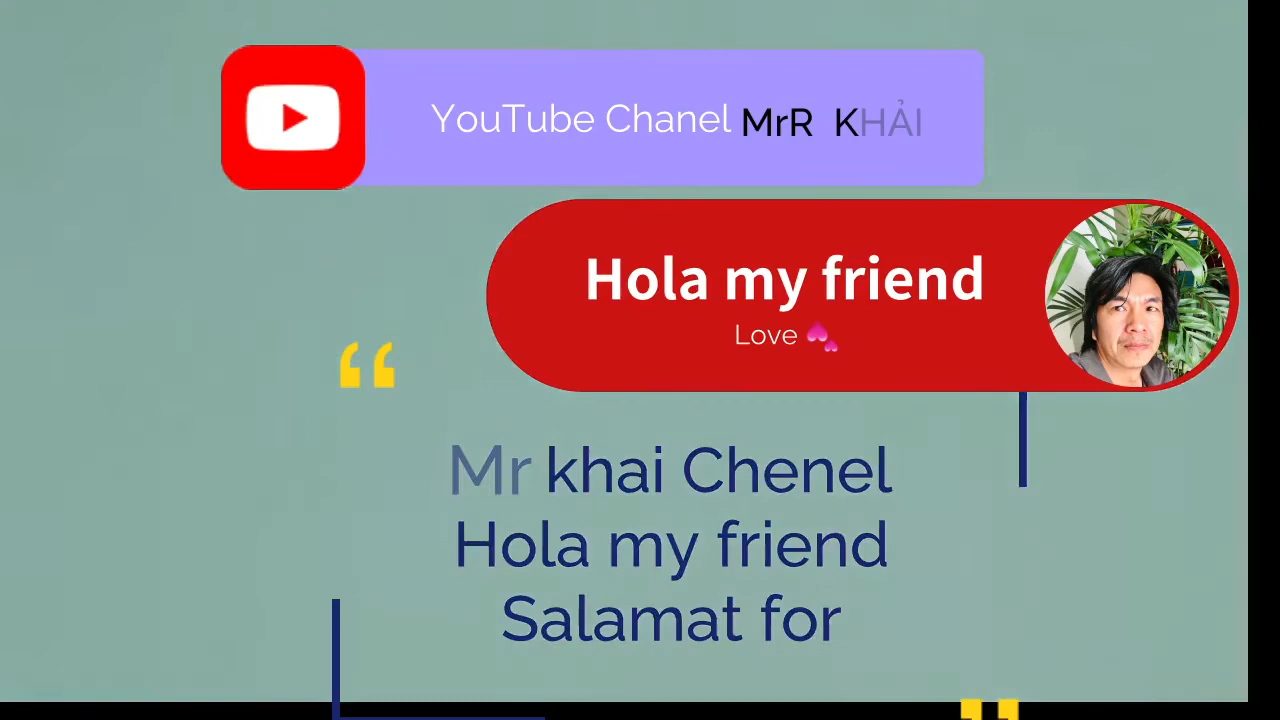 YouTube Chanel MrR KHẢI
Hola my friend
Love 💕
“
Mr khai Chenel
Hola my friend
Salamat for